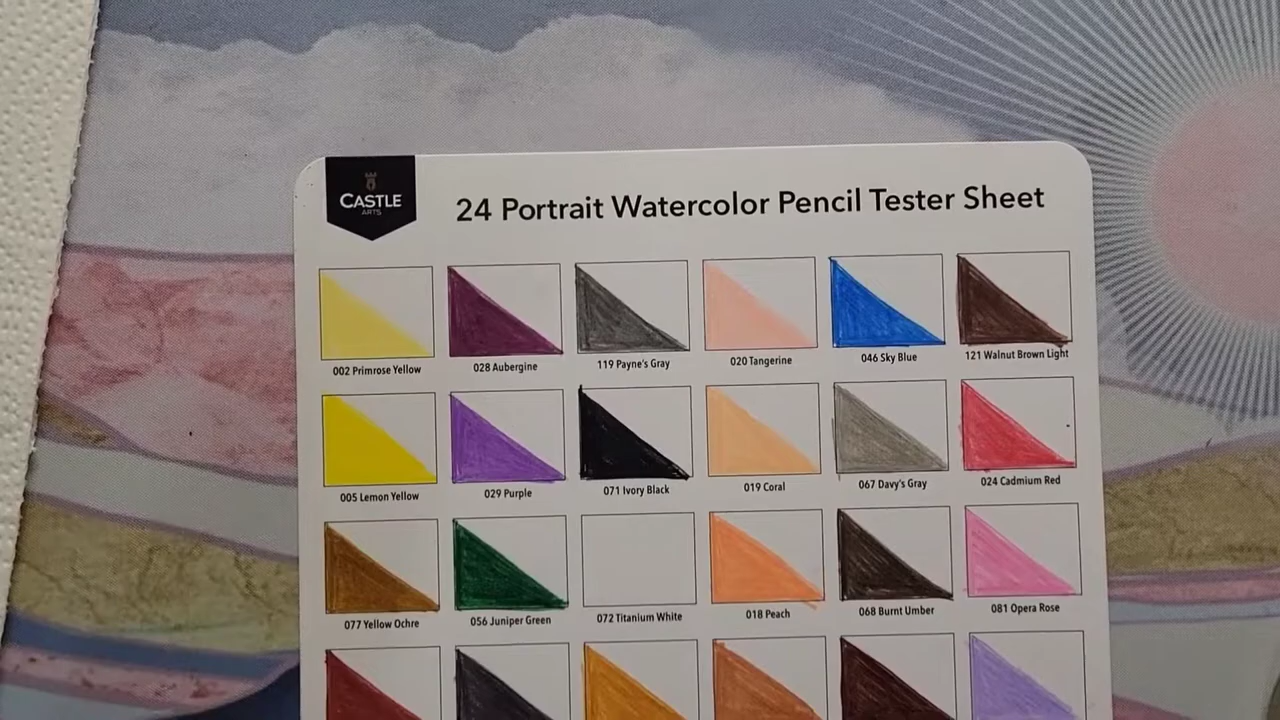 CASTLE
ARTS
24 Portrait Watercolor Pencil Tester Sheet
002 Primrose Yellow
028 Aubergine
119 Payne's Gray
020 Tangerine
046 Sky Blue
121 Walnut Brown Light
005 Lemon Yellow
029 Purple
071 Ivory Black
019 Coral
067 Davy's Gray
024 Cadmium Red
077 Yellow Ochre
056 Juniper Green
072 Titanium White
018 Peach
068 Burnt Umber
081 Opera Rose